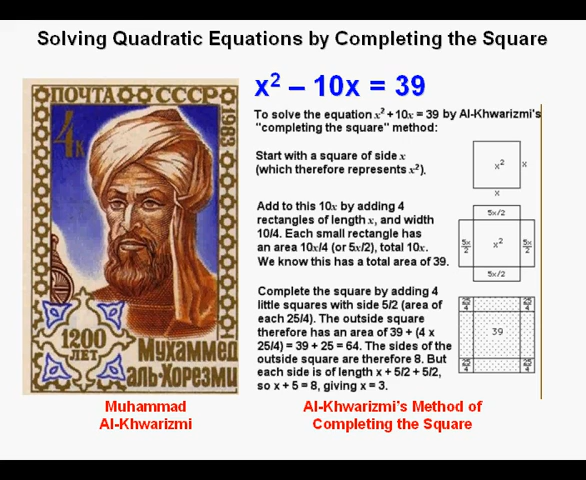 Solving Quadratic Equations by Completing the Square
x² – 10x = 39
ПОЧТА СССР
1983
4к
1200
ЛЕТ
Мухаммед
аль-Хорезми
To solve the equation x² + 10x = 39 by Al-Khwarizmi's
"completing the square" method:
Start with a square of side x
(which therefore represents x²).
x²
x
x
Add to this 10x by adding 4
rectangles of length x, and width
10/4. Each small rectangle has
an area 10x/4 (or 5x/2), total 10x.
We know this has a total area of 39.
5x/2
5x/2
x²
5x/2
5x/2
Complete the square by adding 4
little squares with side 5/2 (area of
each 25/4). The outside square
therefore has an area of 39 + (4 x
25/4) = 39 + 25 = 64. The sides of the
outside square are therefore 8. But
each side is of length x + 5/2 + 5/2,
so x + 5 = 8, giving x = 3.
25/4
25/4
39
25/4
25/4
Muhammad
Al-Khwarizmi
Al-Khwarizmi's Method of
Completing the Square